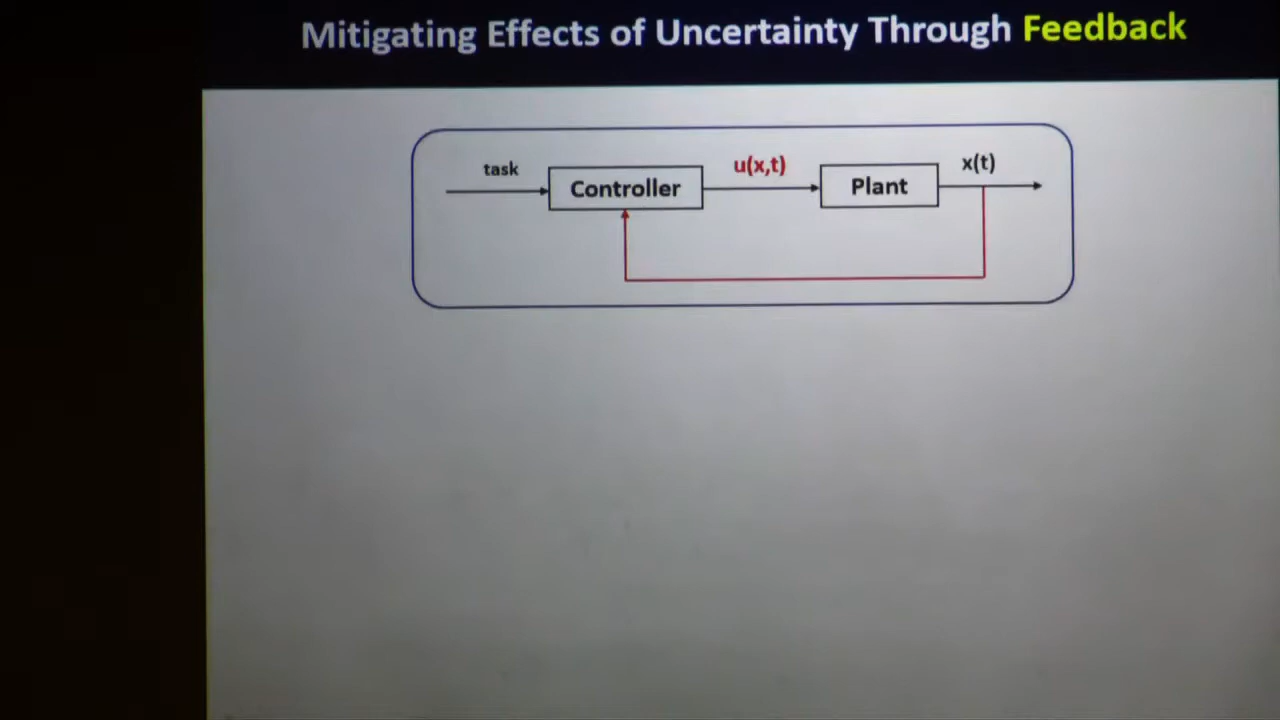 Mitigating Effects of Uncertainty Through Feedback
task
Controller
u(x,t)
Plant
x(t)